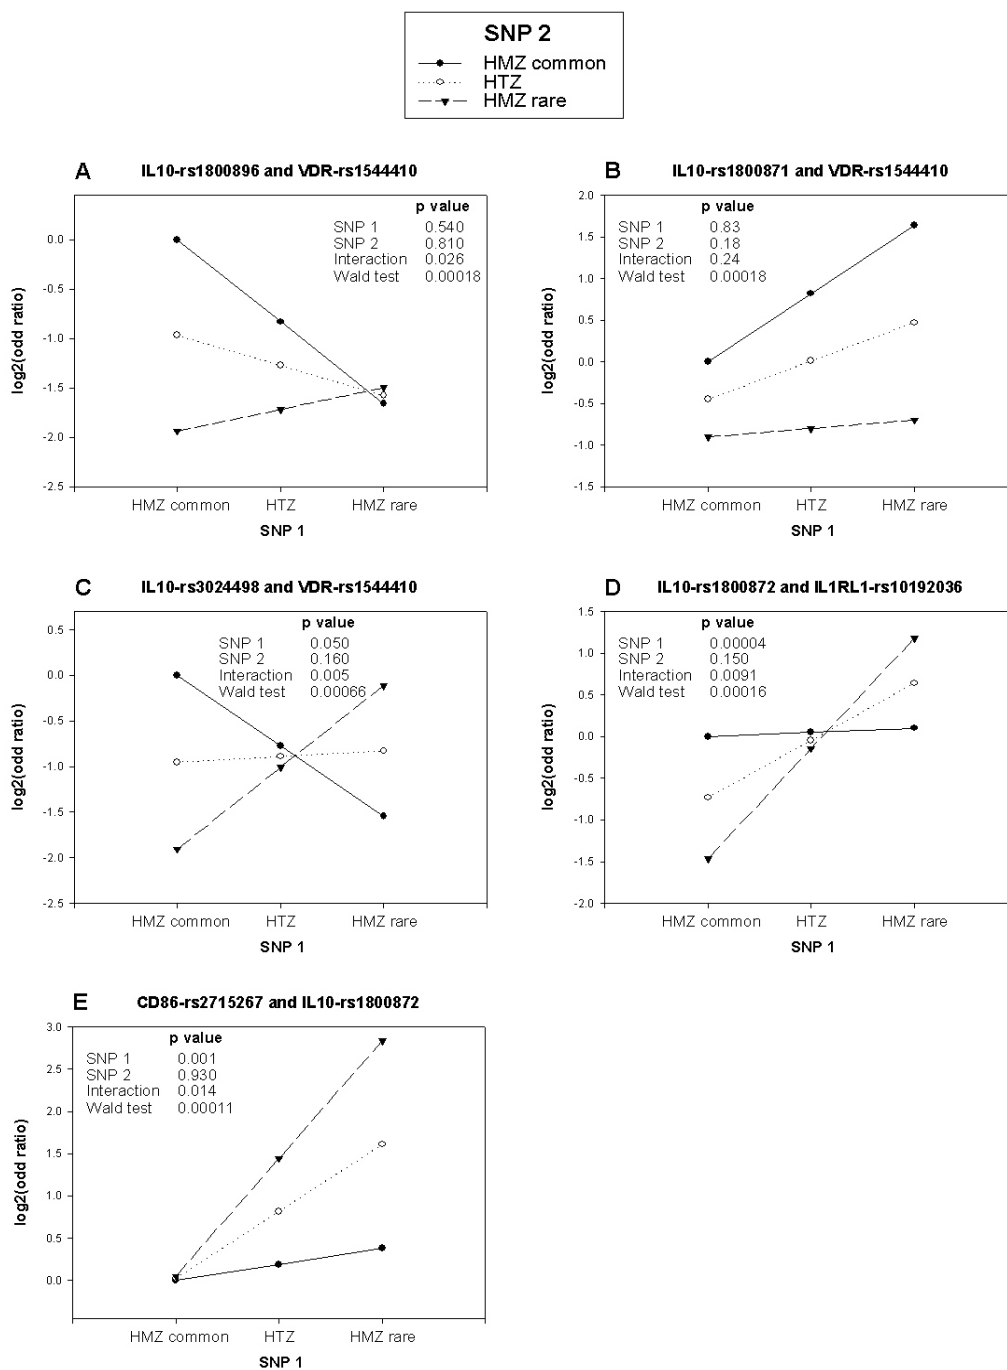 SNP 2
HMZ common
HTZ
HMZ rare
A IL10-rs1800896 and VDR-rs1544410
p value
SNP 1 0.540
SNP 2 0.810
Interaction 0.026
Wald test 0.00018
log2(odd ratio)
0.0
-0.5
-1.0
-1.5
-2.0
-2.5
HMZ common HTZ HMZ rare
SNP 1
B IL10-rs1800871 and VDR-rs1544410
p value
SNP 1 0.83
SNP 2 0.18
Interaction 0.24
Wald test 0.00018
log2(odd ratio)
2.0
1.5
1.0
0.5
0.0
-0.5
-1.0
-1.5
HMZ common HTZ HMZ rare
SNP 1
C IL10-rs3024498 and VDR-rs1544410
p value
SNP 1 0.050
SNP 2 0.160
Interaction 0.005
Wald test 0.00066
log2(odd ratio)
0.5
0.0
-0.5
-1.0
-1.5
-2.0
-2.5
HMZ common HTZ HMZ rare
SNP 1
D IL10-rs1800872 and IL1RL1-rs10192036
p value
SNP 1 0.00004
SNP 2 0.150
Interaction 0.0091
Wald test 0.00016
log2(odd ratio)
1.5
1.0
0.5
0.0
-0.5
-1.0
-1.5
-2.0
HMZ common HTZ HMZ rare
SNP 1
E CD86-rs2715267 and IL10-rs1800872
p value
SNP 1 0.001
SNP 2 0.930
Interaction 0.014
Wald test 0.00011
log2(odd ratio)
3.0
2.5
2.0
1.5
1.0
0.5
0.0
HMZ common HTZ HMZ rare
SNP 1